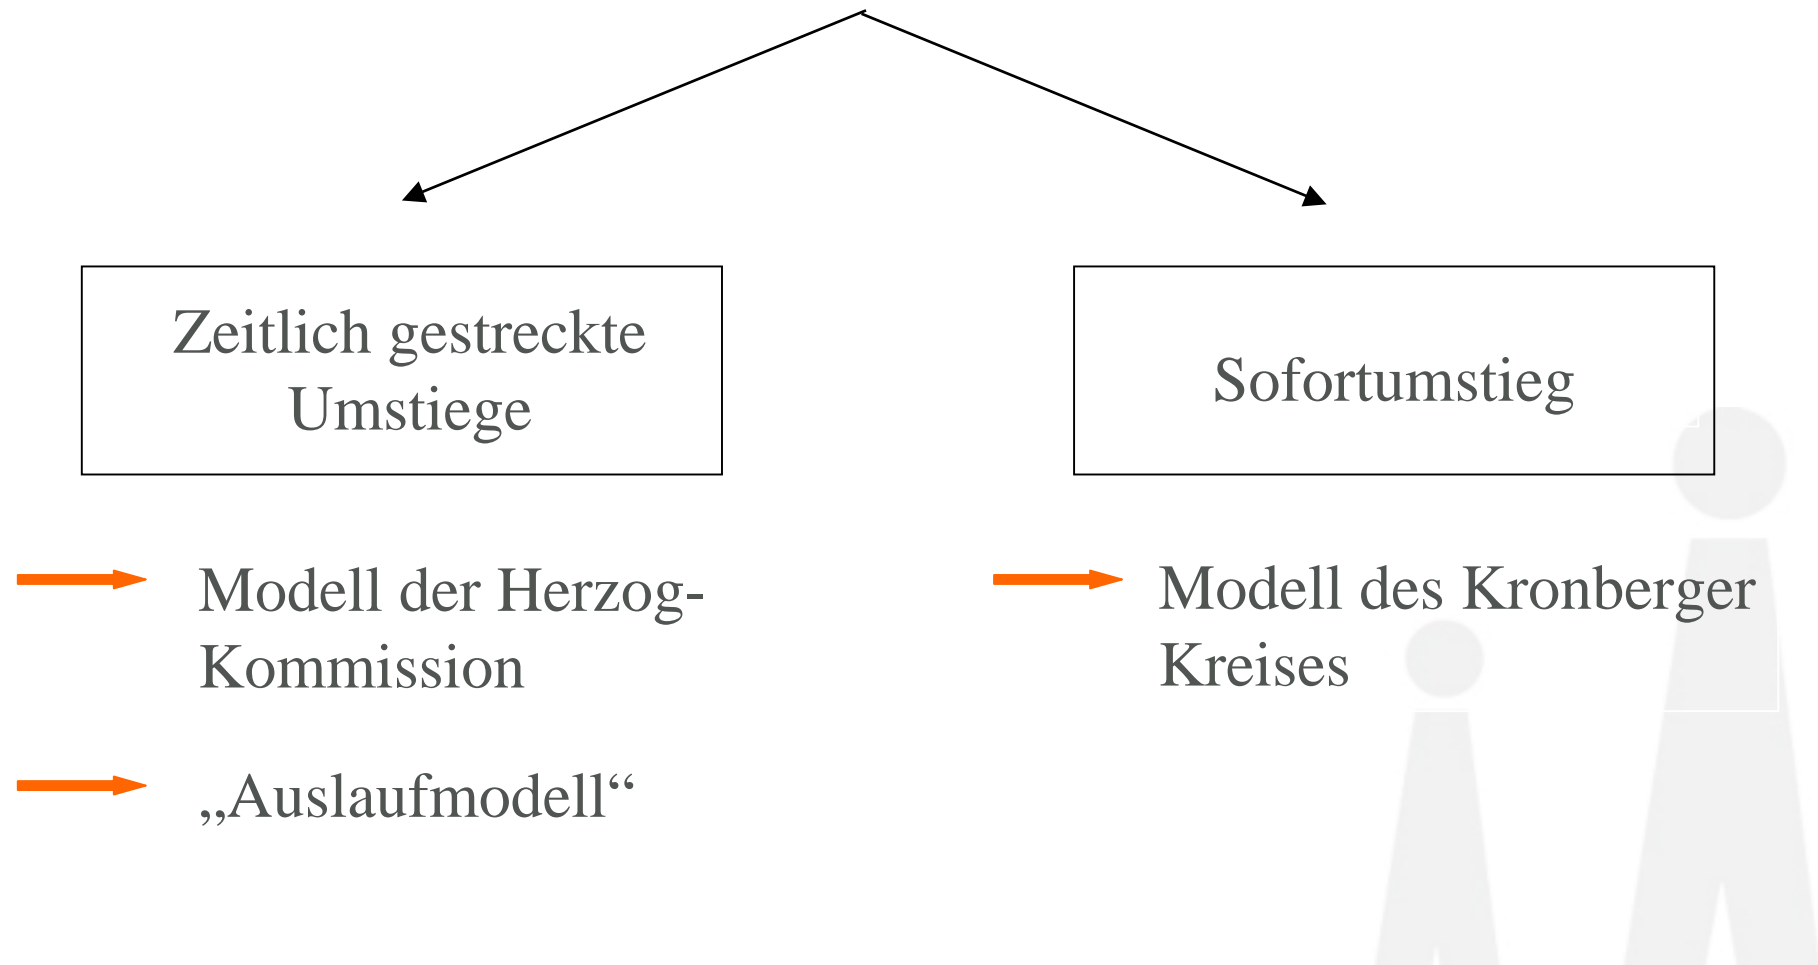 Zeitlich gestreckte
Umstiege
Sofortumstieg
Modell der Herzog-
Kommission
„Auslaufmodell“
Modell des Kronberger
Kreises